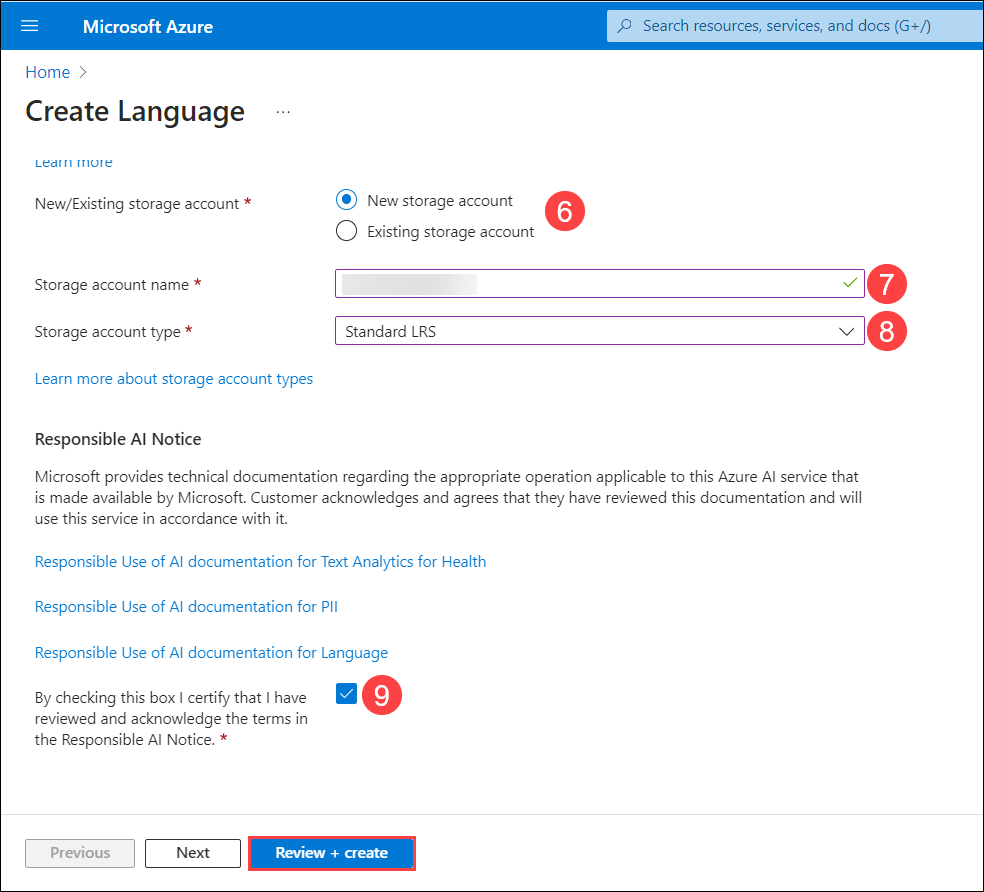 Microsoft Azure
Search resources, services, and docs (G+/)
Home
Create Language
...
Learn more
New/Existing storage account *
New storage account
Existing storage account
6
Storage account name *
7
Storage account type *
Standard LRS
8
Learn more about storage account types
Responsible AI Notice
Microsoft provides technical documentation regarding the appropriate operation applicable to this Azure AI service that
is made available by Microsoft. Customer acknowledges and agrees that they have reviewed this documentation and will
use this service in accordance with it.
Responsible Use of AI documentation for Text Analytics for Health
Responsible Use of AI documentation for PII
Responsible Use of AI documentation for Language
By checking this box I certify that I have
reviewed and acknowledge the terms in
the Responsible AI Notice. *
9
Previous
Next
Review + create